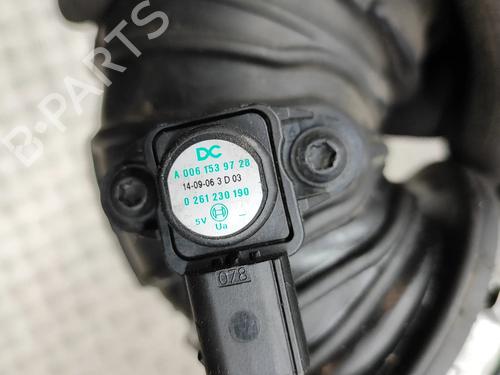 B-Parts
DC
A 006 153 97 28
14-09-06 3 D 03
0 261 230 190
5V Ua –
078